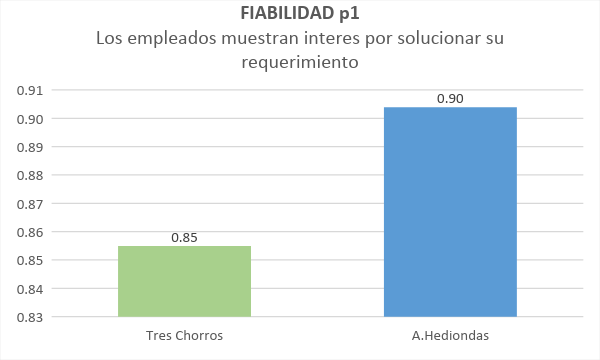 FIABILIDAD p1
Los empleados muestran interes por solucionar su
requerimiento
0.91
0.90
0.89
0.88
0.87
0.86
0.85
0.84
0.83
0.85
0.90
Tres Chorros
A.Hediondas